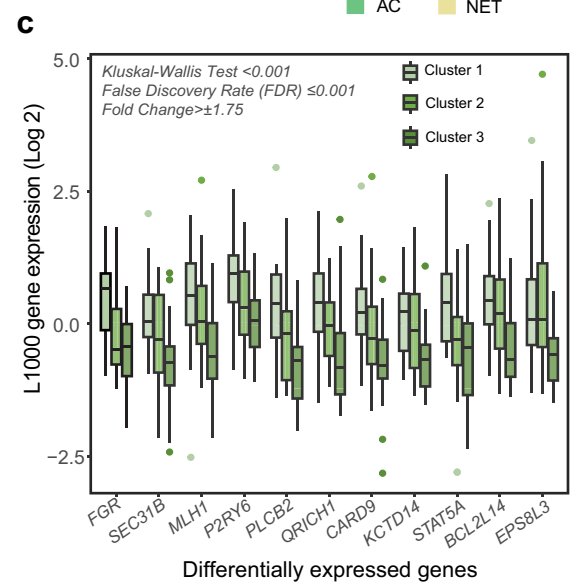 AC NET
c
5.0
2.5
0.0
−2.5
L1000 gene expression (Log 2)
Kluskal-Wallis Test <0.001
False Discovery Rate (FDR) ≤0.001
Fold Change>±1.75
Cluster 1
Cluster 2
Cluster 3
FGR
SEC31B
MLH1
P2RY6
PLCB2
QRICH1
CARD9
KCTD14
STAT5A
BCL2L14
EPS8L3
Differentially expressed genes